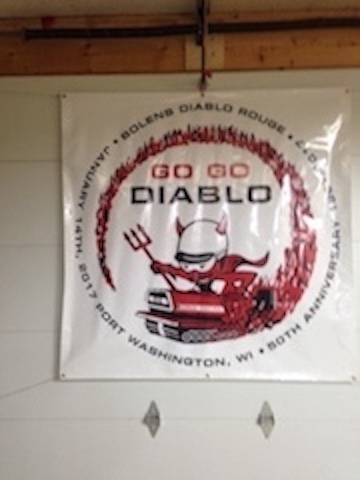 • BOLENS DIABLO ROUGE •
GO GO
DIABLO
JANUARY 14TH, 2017 PORT WASHINGTON, WI • 50TH ANNIVERSARY